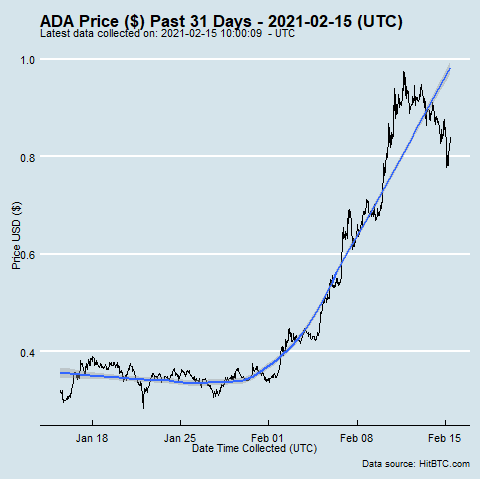 ADA Price ($) Past 31 Days - 2021-02-15 (UTC)
Latest data collected on: 2021-02-15 10:00:09  - UTC
1.0
0.8
0.6
0.4
Price USD ($)
Jan 18
Jan 25
Feb 01
Feb 08
Feb 15
Date Time Collected (UTC)
Data source: HitBTC.com